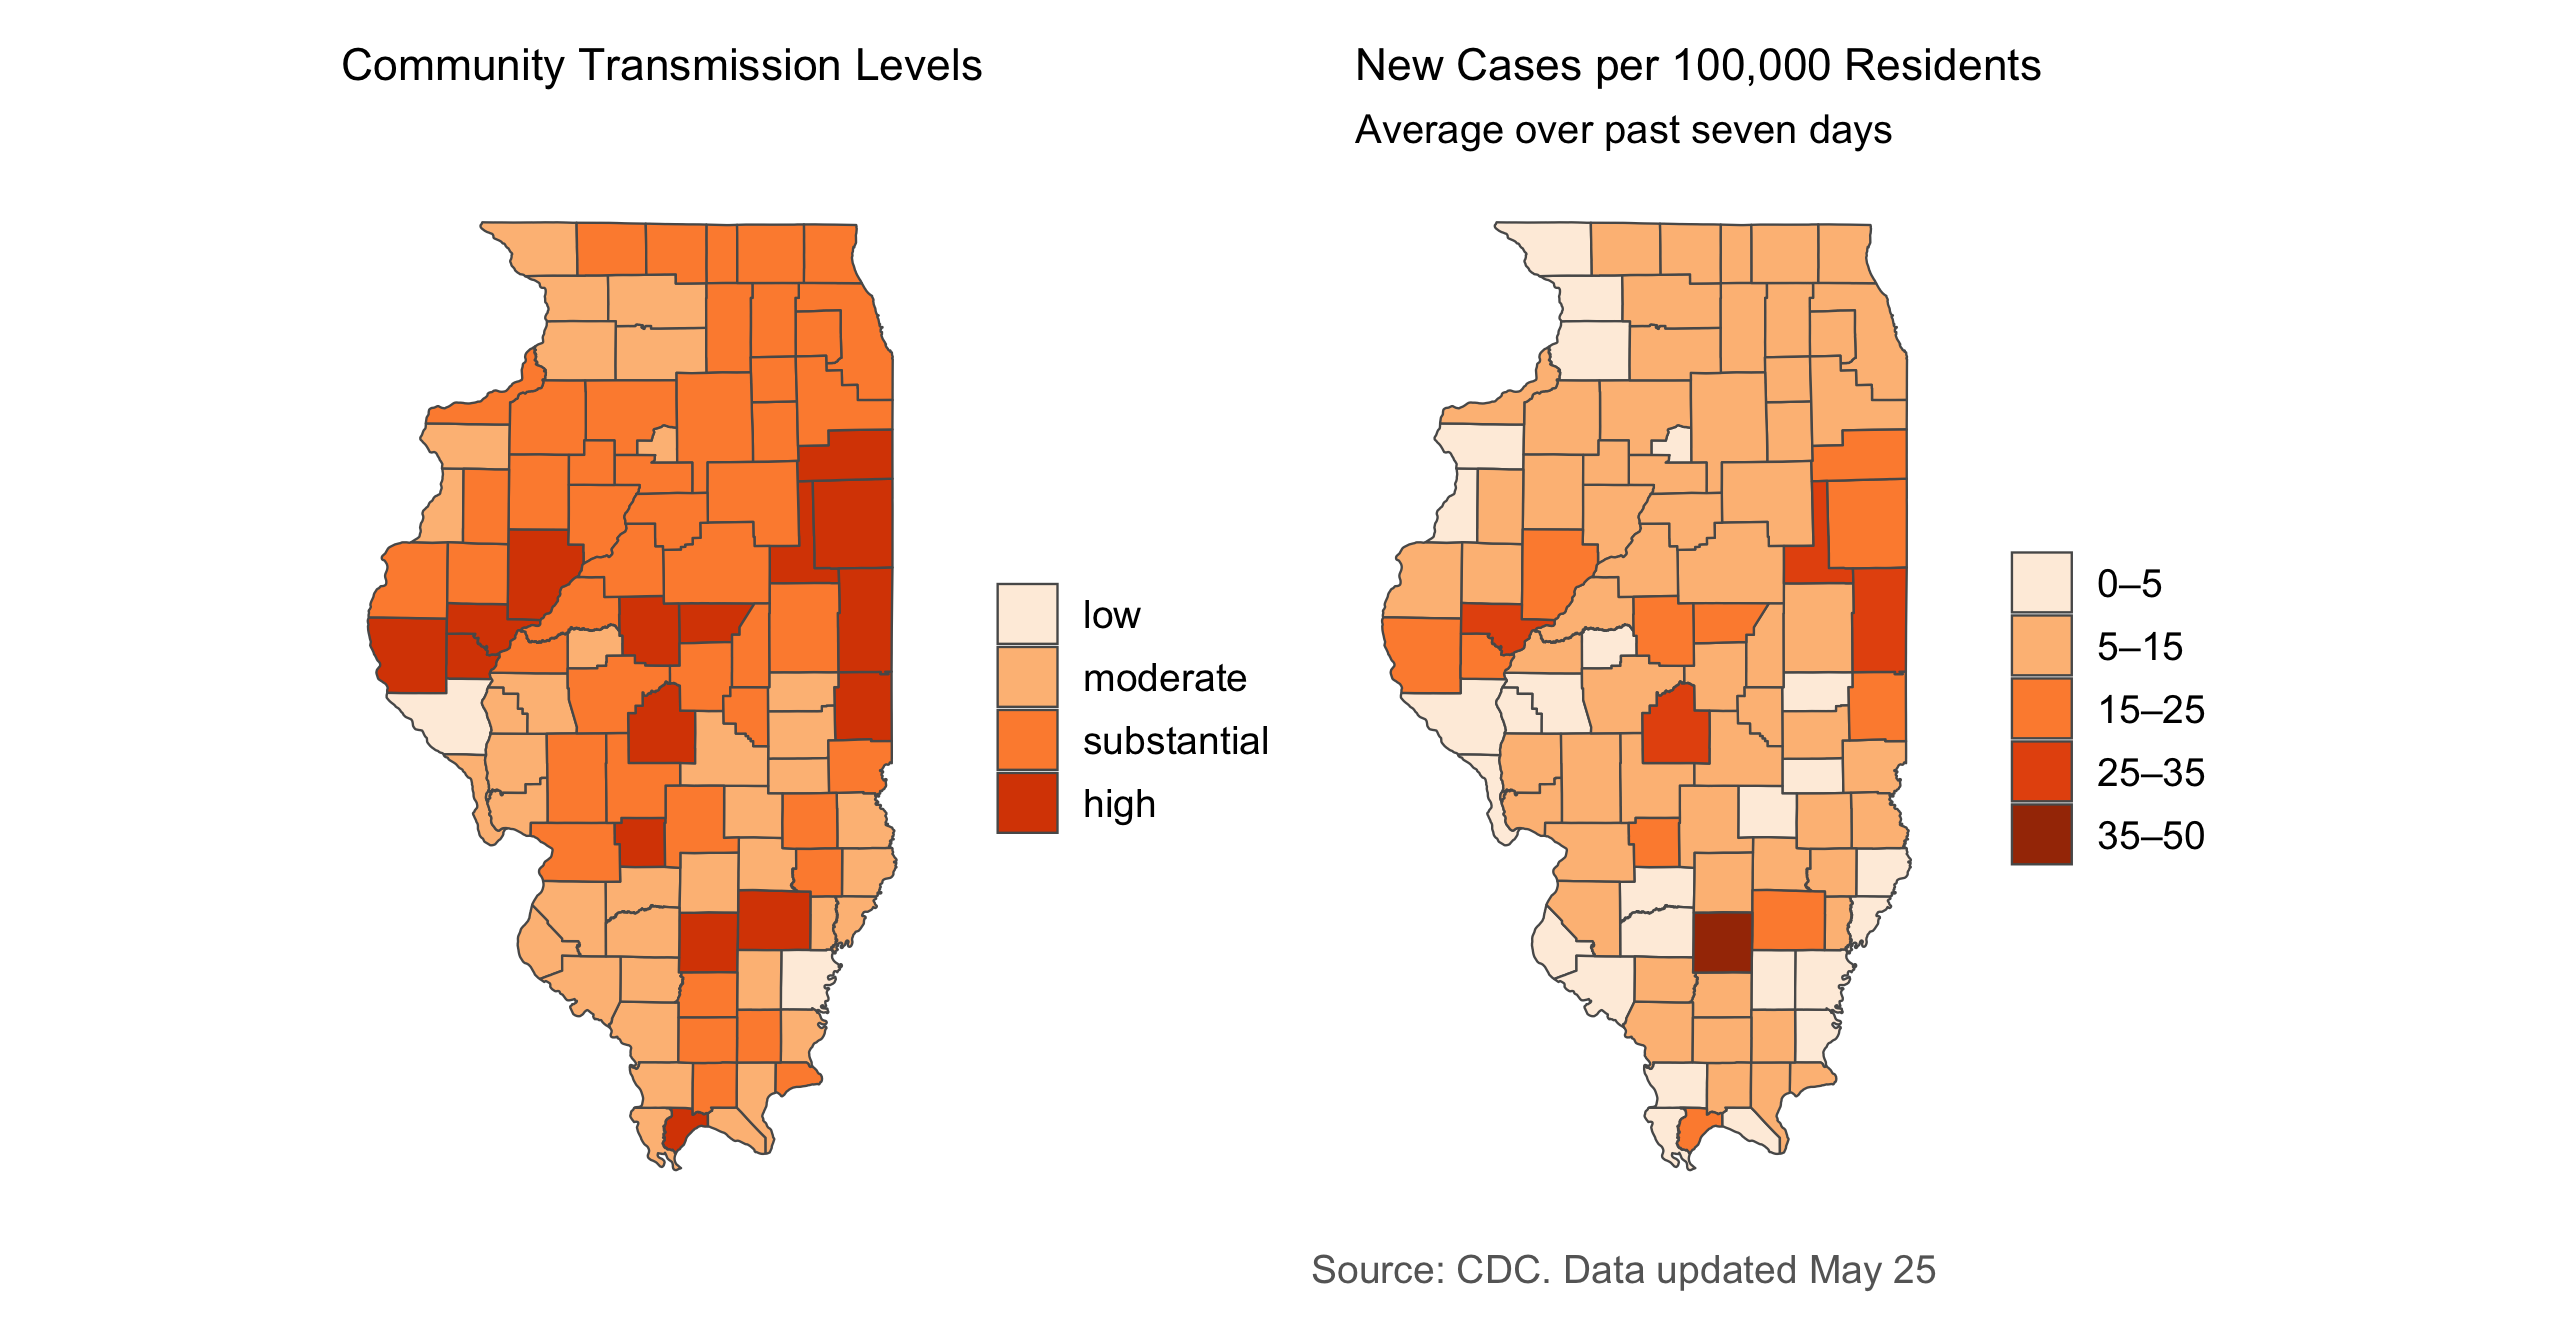 Community Transmission Levels
low
moderate
substantial
high
New Cases per 100,000 Residents
Average over past seven days
0–5
5–15
15–25
25–35
35–50
Source: CDC. Data updated May 25